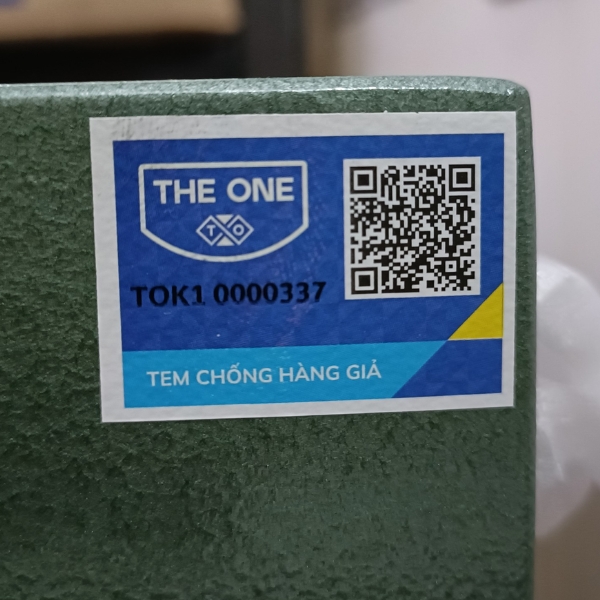 THE ONE
T O
TOK1 0000337
TEM CHỐNG HÀNG GIẢ